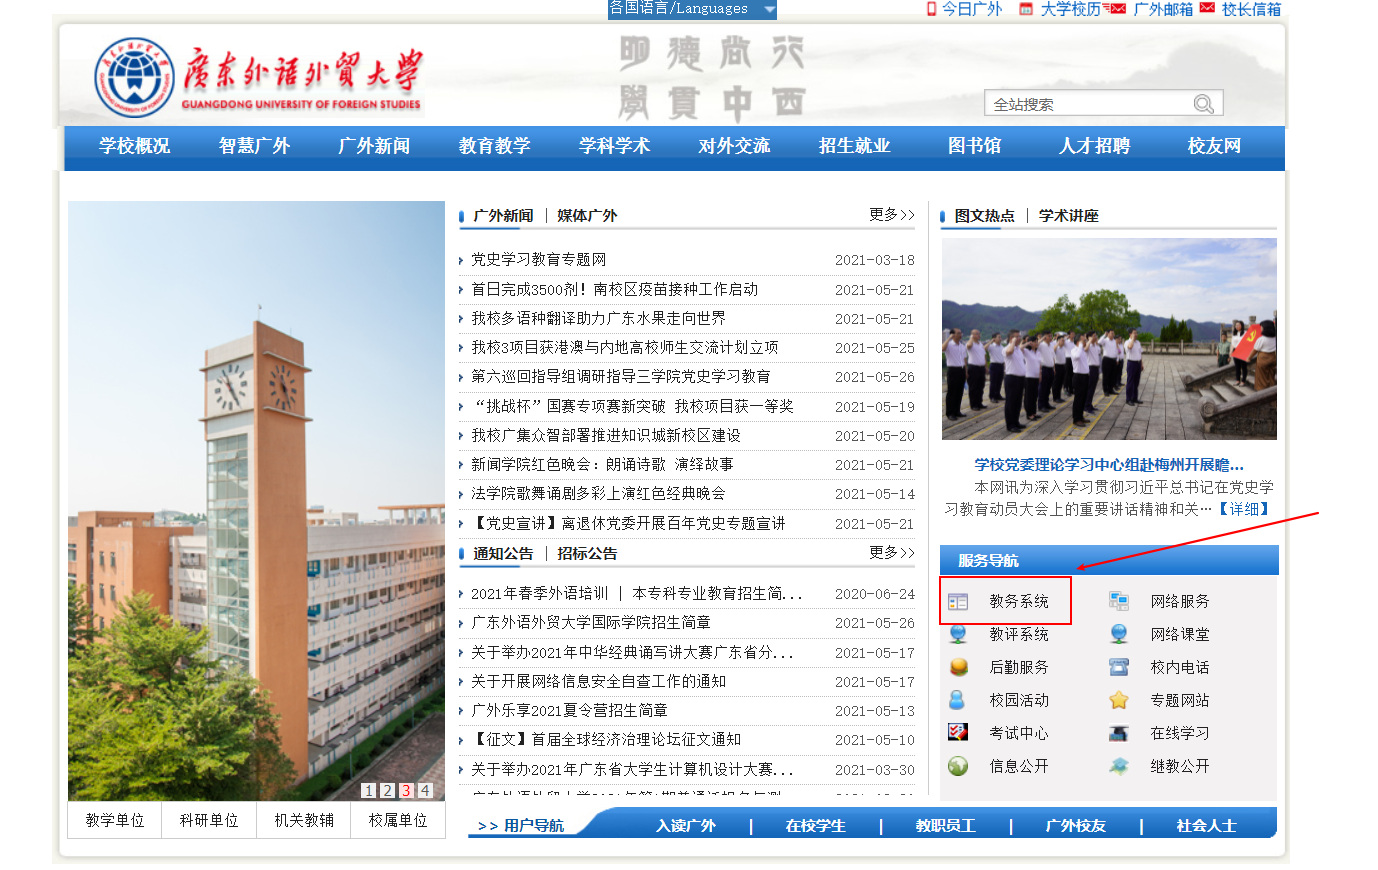 各国语言/Languages
今日广外
大学校历
广外邮箱
校长信箱
廣东外语外貿大學
GUANGDONG UNIVERSITY OF FOREIGN STUDIES
明德尚行
學貫中西
全站搜索
学校概况 智慧广外 广外新闻 教育教学 学科学术 对外交流 招生就业 图书馆 人才招聘 校友网
广外新闻 | 媒体广外 更多>>
党史学习教育专题网 2021-03-18
首日完成3500剂！南校区疫苗接种工作启动 2021-05-21
我校多语种翻译助力广东水果走向世界 2021-05-21
我校3项目获港澳与内地高校师生交流计划立项 2021-05-25
第六巡回指导组调研指导三学院党史学习教育 2021-05-26
“挑战杯”国赛专项赛新突破 我校项目获一等奖 2021-05-19
我校广集众智部署推进知识城新校区建设 2021-05-20
新闻学院红色晚会：朗诵诗歌 演绎故事 2021-05-21
法学院歌舞诵剧多彩上演红色经典晚会 2021-05-14
【党史宣讲】离退休党委开展百年党史专题宣讲 2021-05-21
通知公告 | 招标公告 更多>>
2021年春季外语培训 | 本专科专业教育招生简... 2020-06-24
广东外语外贸大学国际学院招生简章 2021-05-26
关于举办2021年中华经典诵写讲大赛广东省分... 2021-05-17
关于开展网络信息安全自查工作的通知 2021-05-17
广外乐享2021夏令营招生简章 2021-05-13
【征文】首届全球经济治理论坛征文通知 2021-05-10
关于举办2021年广东省大学生计算机设计大赛... 2021-03-30
图文热点 | 学术讲座
学校党委理论学习中心组赴梅州开展瞻...
本网讯为深入学习贯彻习近平总书记在党史学
习教育动员大会上的重要讲话精神和关…【详细】
服务导航
教务系统 网络服务
教评系统 网络课堂
后勤服务 校内电话
校园活动 专题网站
考试中心 在线学习
信息公开 继教公开
1 2 3 4
教学单位 科研单位 机关教辅 校属单位
>> 用户导航 入读广外 | 在校学生 | 教职员工 | 广外校友 | 社会人士